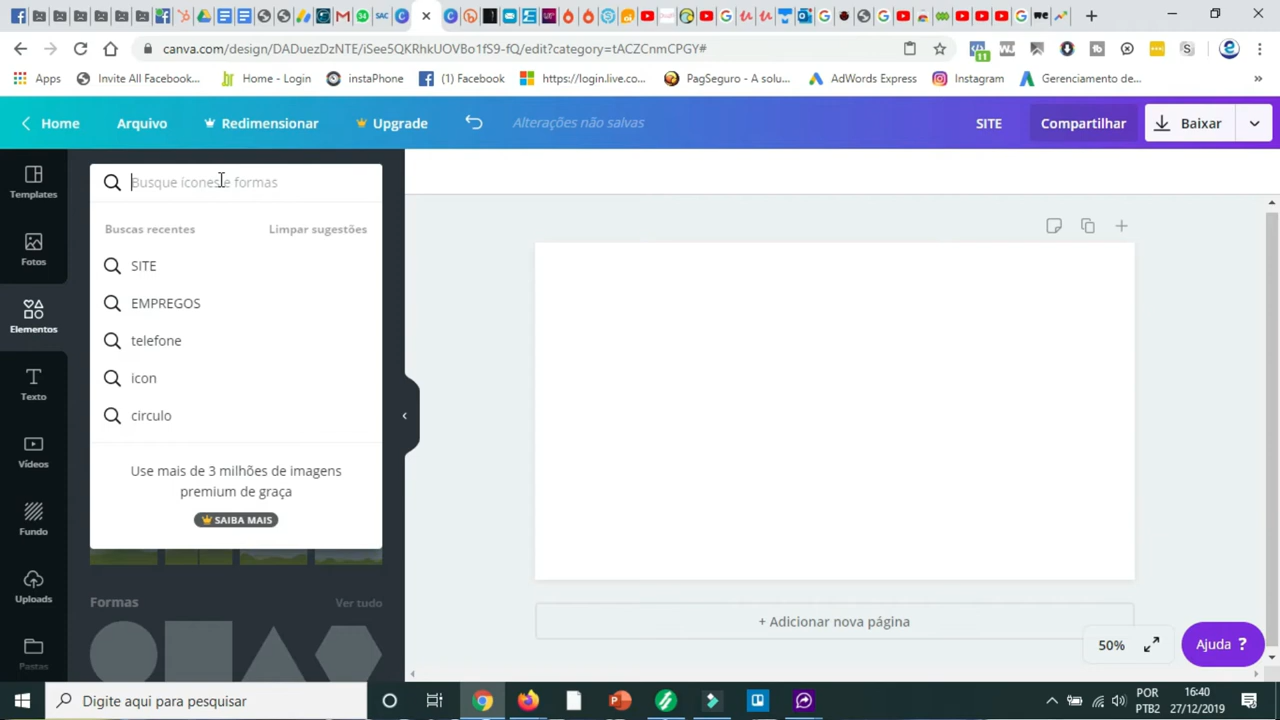 canva.com/design/DADuezDzNTE/iSee5QKRhkUOVBo1fS9-fQ/edit?category=tACZCnmCPGY#
11
Apps
Invite All Facebook...
Home - Login
instaPhone
(1) Facebook
https://login.live.co...
PagSeguro - A solu...
AdWords Express
Instagram
Gerenciamento de...
Home
Arquivo
Redimensionar
Upgrade
Alterações não salvas
SITE
Compartilhar
Baixar
Templates
Fotos
Elementos
Texto
Vídeos
Fundo
Uploads
Pastas
Busque ícones e formas
Buscas recentes
Limpar sugestões
SITE
EMPREGOS
telefone
icon
circulo
Use mais de 3 milhões de imagens
premium de graça
SAIBA MAIS
Formas
Ver tudo
+ Adicionar nova página
50%
Ajuda ?
Digite aqui para pesquisar
POR
PTB2
16:40
27/12/2019